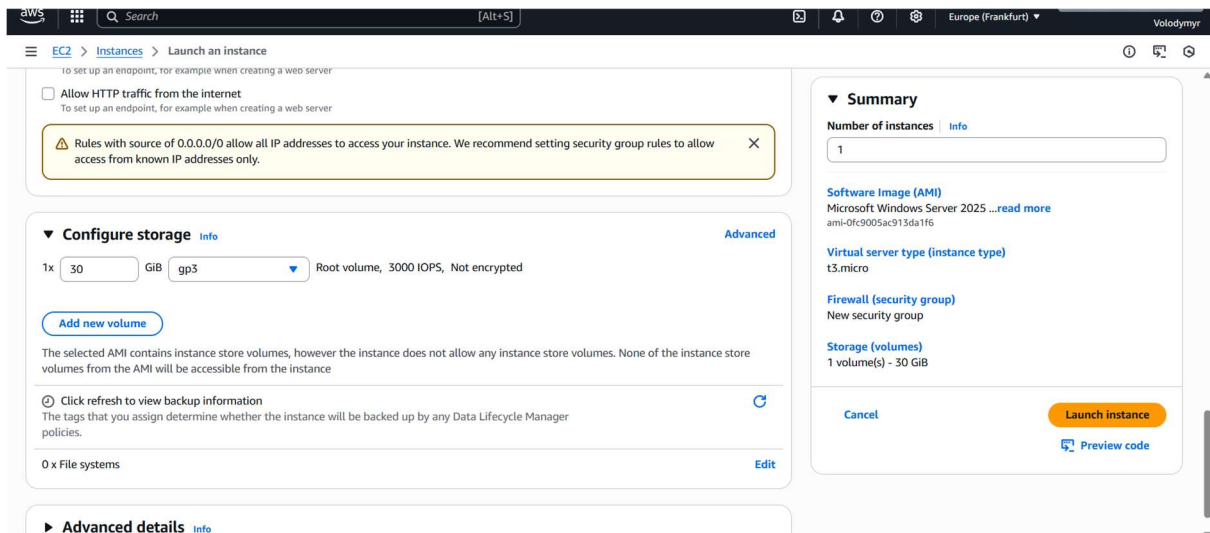 aws
Search [Alt+S]
Europe (Frankfurt) ▼
Volodymyr
EC2 > Instances > Launch an instance
To set up an endpoint, for example when creating a web server
Allow HTTP traffic from the internet
To set up an endpoint, for example when creating a web server
Rules with source of 0.0.0.0/0 allow all IP addresses to access your instance. We recommend setting security group rules to allow
access from known IP addresses only.
Configure storage Info
Advanced
1x 30 GiB gp3 Root volume, 3000 IOPS, Not encrypted
Add new volume
The selected AMI contains instance store volumes, however the instance does not allow any instance store volumes. None of the instance store
volumes from the AMI will be accessible from the instance
Click refresh to view backup information
The tags that you assign determine whether the instance will be backed up by any Data Lifecycle Manager
policies.
0 x File systems
Edit
Advanced details Info
Summary
Number of instances Info
1
Software Image (AMI)
Microsoft Windows Server 2025 ...read more
ami-0fc9005ac913da1f6
Virtual server type (instance type)
t3.micro
Firewall (security group)
New security group
Storage (volumes)
1 volume(s) - 30 GiB
Cancel
Launch instance
Preview code